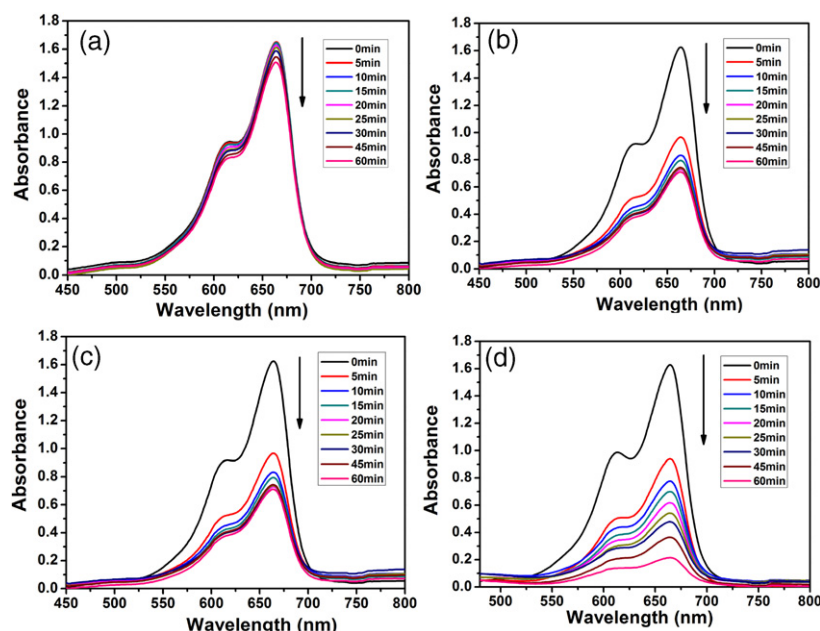 (a)
0min
5min
10min
15min
20min
25min
30min
45min
60min
Absorbance
1.8
1.6
1.4
1.2
1.0
0.8
0.6
0.4
0.2
0.0
450 500 550 600 650 700 750 800
Wavelength (nm)
(b)
0min
5min
10min
15min
20min
25min
30min
45min
60min
Absorbance
1.8
1.6
1.4
1.2
1.0
0.8
0.6
0.4
0.2
0.0
450 500 550 600 650 700 750 800
Wavelength (nm)
(c)
0min
5min
10min
15min
20min
25min
30min
45min
60min
Absorbance
1.8
1.6
1.4
1.2
1.0
0.8
0.6
0.4
0.2
0.0
450 500 550 600 650 700 750 800
Wavelength (nm)
(d)
0min
5min
10min
15min
20min
25min
30min
45min
60min
Absorbance
1.8
1.6
1.4
1.2
1.0
0.8
0.6
0.4
0.2
0.0
500 550 600 650 700 750 800
Wavelength (nm)